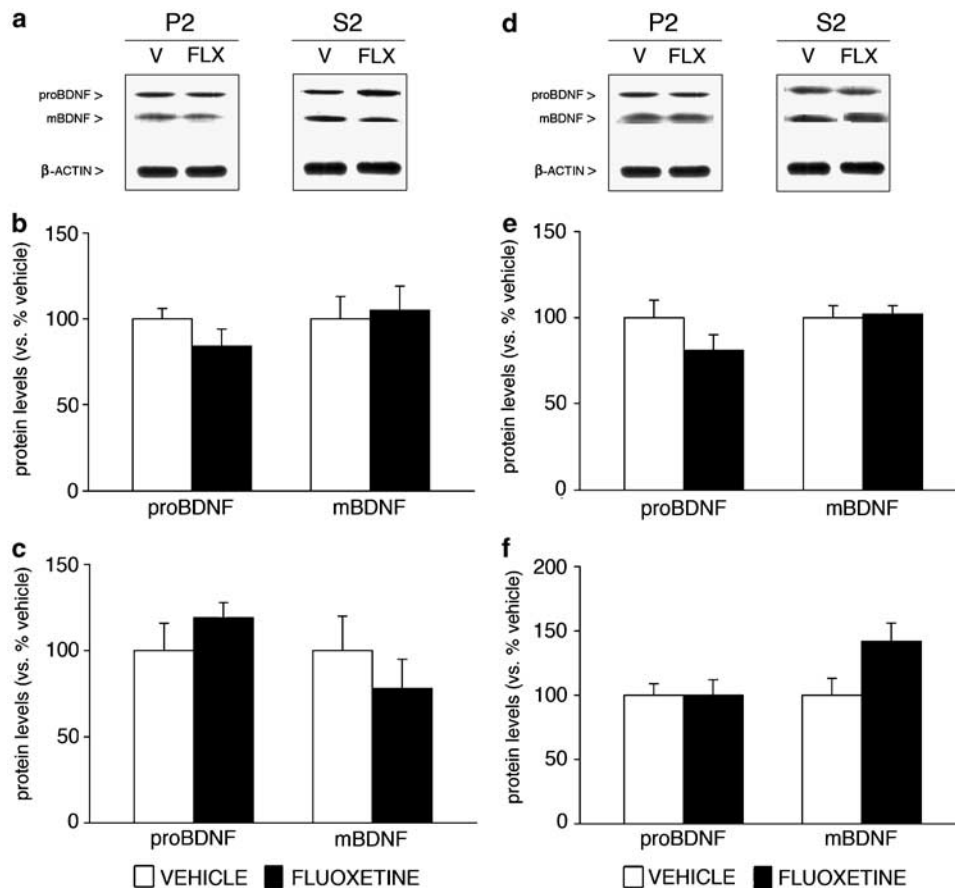 a
P2 S2
V FLX V FLX
proBDNF >
mBDNF >
β-ACTIN >
b
protein levels (vs. % vehicle)
150
100
50
0
proBDNF mBDNF
c
protein levels (vs. % vehicle)
150
100
50
0
proBDNF mBDNF
VEHICLE FLUOXETINE
d
P2 S2
V FLX V FLX
proBDNF >
mBDNF >
β-ACTIN >
e
protein levels (vs. % vehicle)
150
100
50
0
proBDNF mBDNF
f
protein levels (vs. % vehicle)
200
150
100
50
0
proBDNF mBDNF
VEHICLE FLUOXETINE